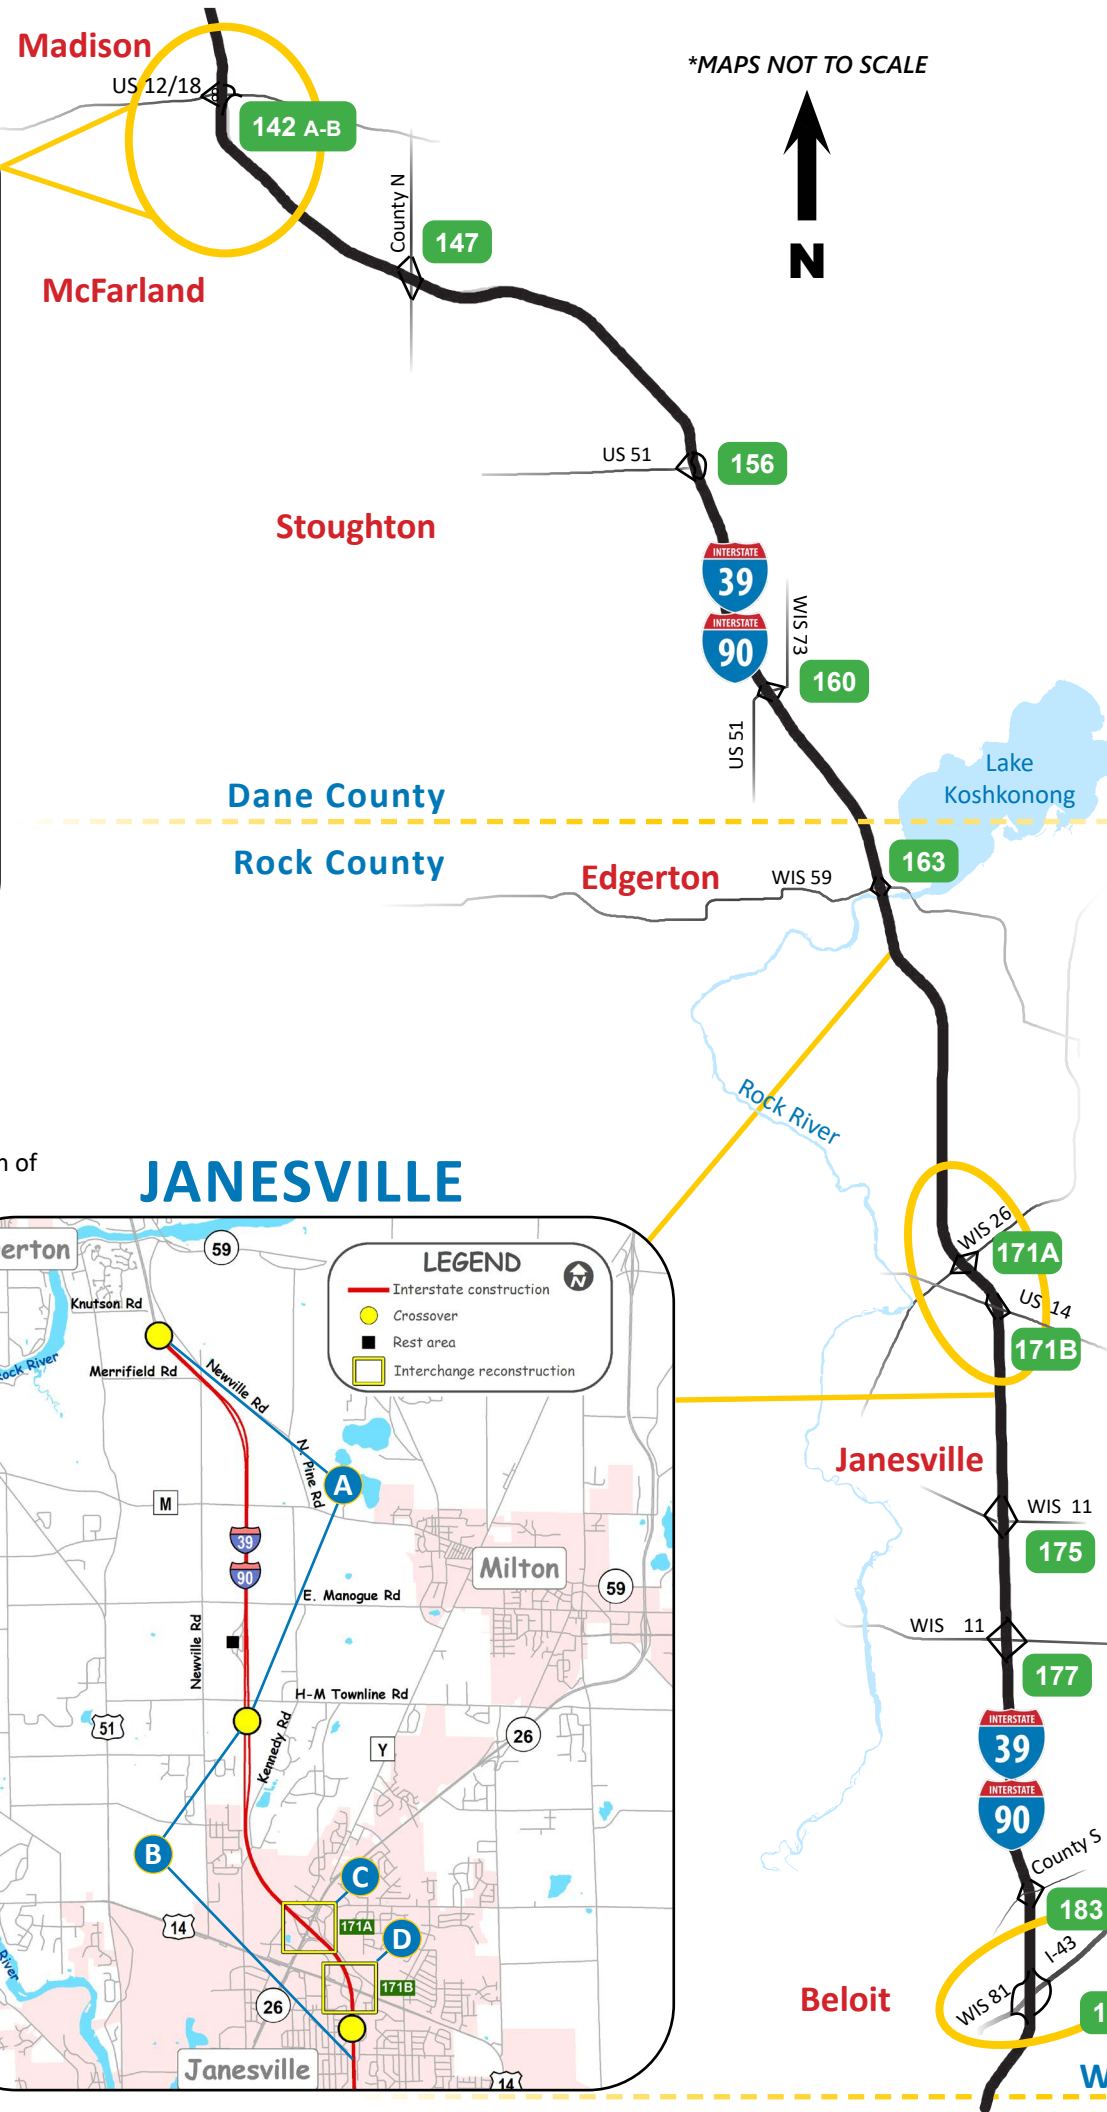 Madison
*MAPS NOT TO SCALE
US 12/18
142 A-B
N
County N
147
McFarland
US 51
156
Stoughton
INTERSTATE
39
INTERSTATE
90
WIS 73
160
US 51
Lake
Koshkonong
Dane County
Rock County
163
Edgerton
WIS 59
Rock River
of
JANESVILLE
WIS 26
171A
US 14
171B
Janesville
WIS 11
175
WIS 11
177
INTERSTATE
39
INTERSTATE
90
County S
183
I-43
WIS 81
Beloit
1
W
erton
59
LEGEND
N
Interstate construction
Crossover
Rest area
Interchange reconstruction
Knutson Rd
Rock River
Merrifield Rd
Newville Rd
N. Pine Rd
A
M
39
90
Milton
59
E. Manogue Rd
Newville Rd
H-M Townline Rd
51
Kennedy Rd
Y
26
B
C
14
171A
D
171B
River
26
Janesville
14